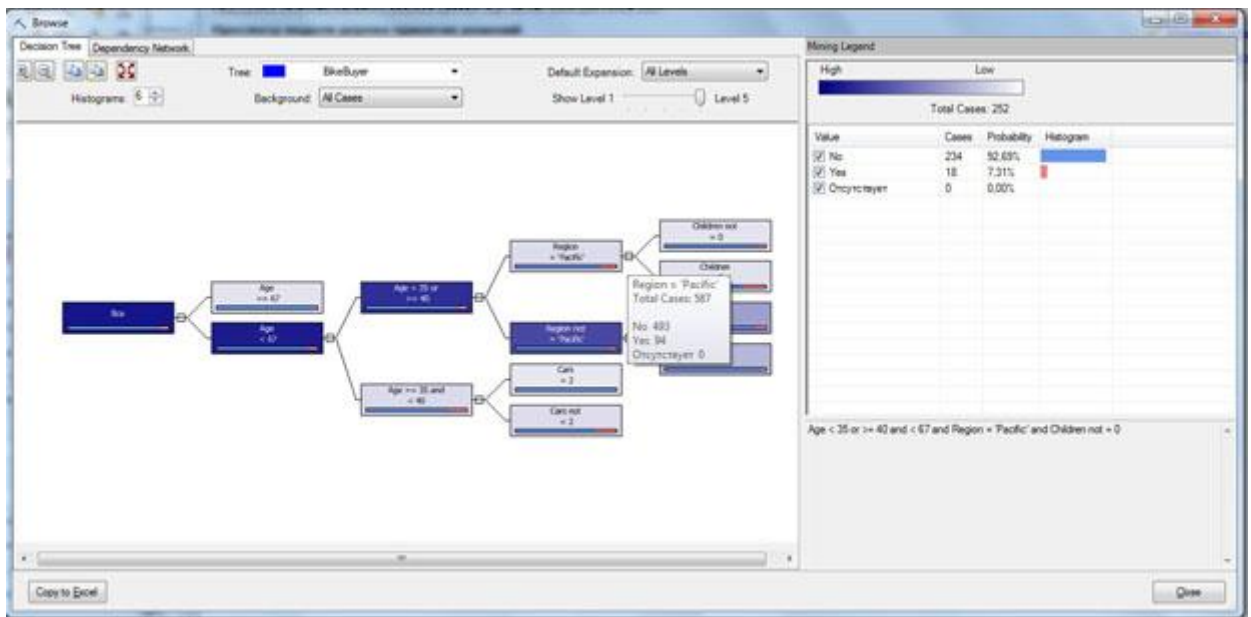 Browse
Decision Tree
Dependency Network
Mining Legend
Tree:
BikeBuyer
Default Expansion:
All Levels
Histograms:
6
Background:
All Cases
Show Level 1
Level 5
High
Low
Total Cases: 252
Value
Cases
Probability
Histogram
No
234
92,69%
Yes
18
7,31%
Отсутствует
0
0,00%
Все
Age
>= 67
Age
< 67
Age < 35 or
>= 40
Age >= 35 and
< 40
Region
= 'Pacific'
Region not
= 'Pacific'
Cars
= 2
Cars not
= 2
Children not
= 0
Children
Region = 'Pacific'
Total Cases: 587
No: 493
Yes: 94
Отсутствует: 0
Age < 35 or >= 40 and < 67 and Region = 'Pacific' and Children not = 0
Copy to Excel
Close